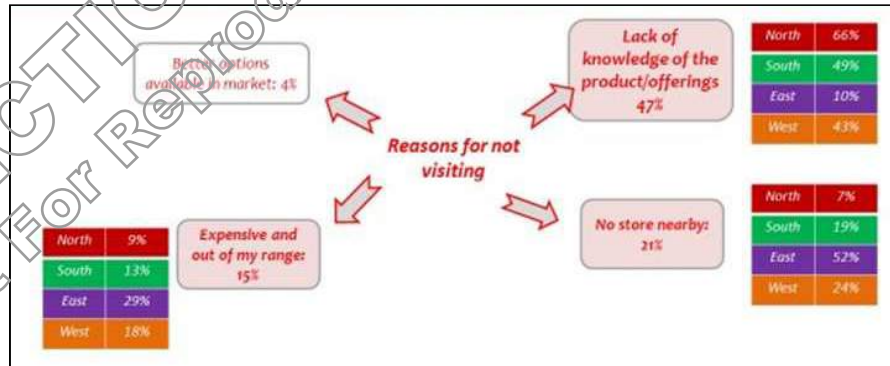 Better options
available in market: 4%
Lack of
knowledge of the
product/offerings
47%
North 66%
South 49%
East 10%
West 43%
Reasons for not
visiting
North 9%
South 13%
East 29%
West 18%
Expensive and
out of my range:
15%
No store nearby:
21%
North 7%
South 19%
East 52%
West 24%
For Reprod